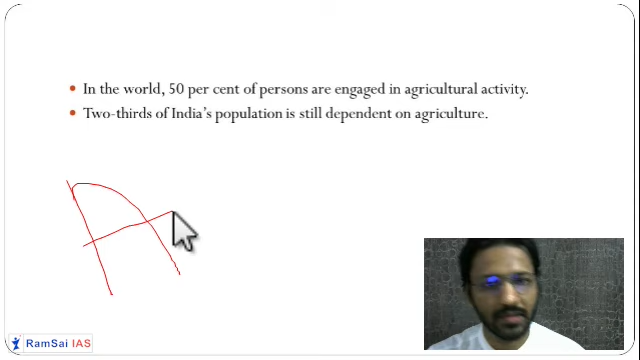 In the world, 50 per cent of persons are engaged in agricultural activity.
Two-thirds of India's population is still dependent on agriculture.
A
RamSai IAS